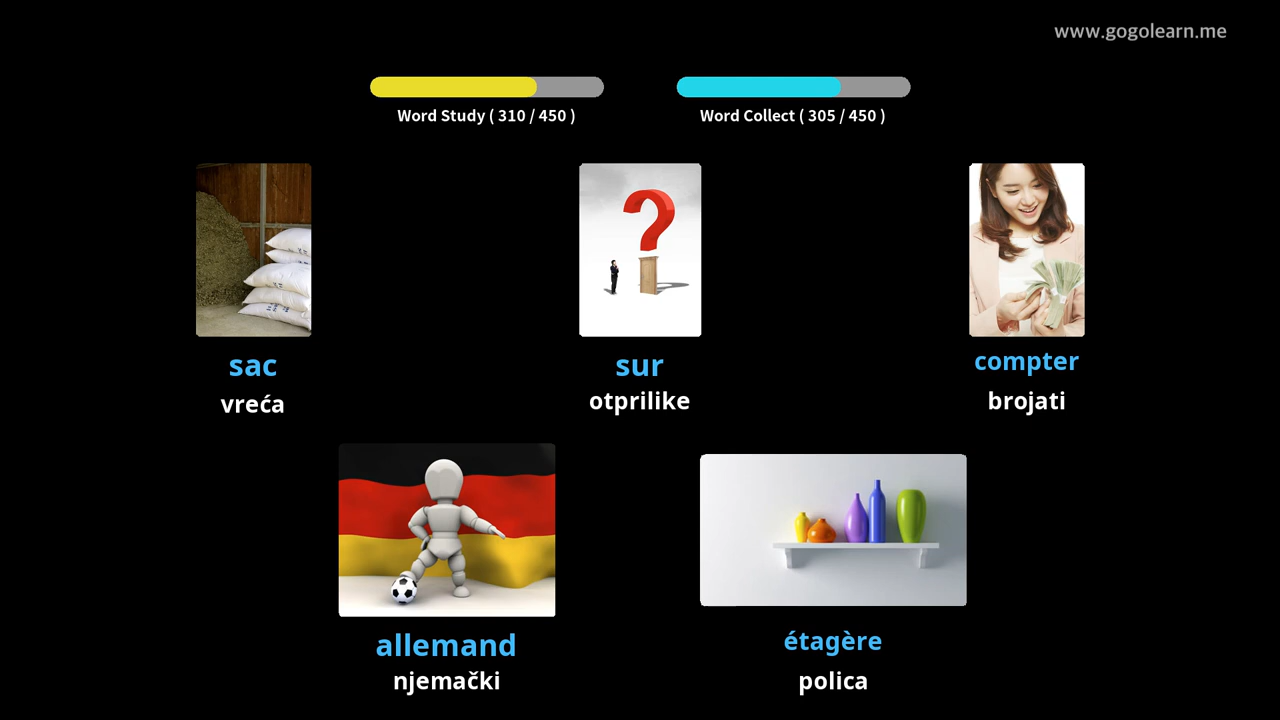 www.gogolearn.me
Word Study ( 310 / 450 )
Word Collect ( 305 / 450 )
sac
vreća
sur
otprilike
compter
brojati
allemand
njemački
étagère
polica